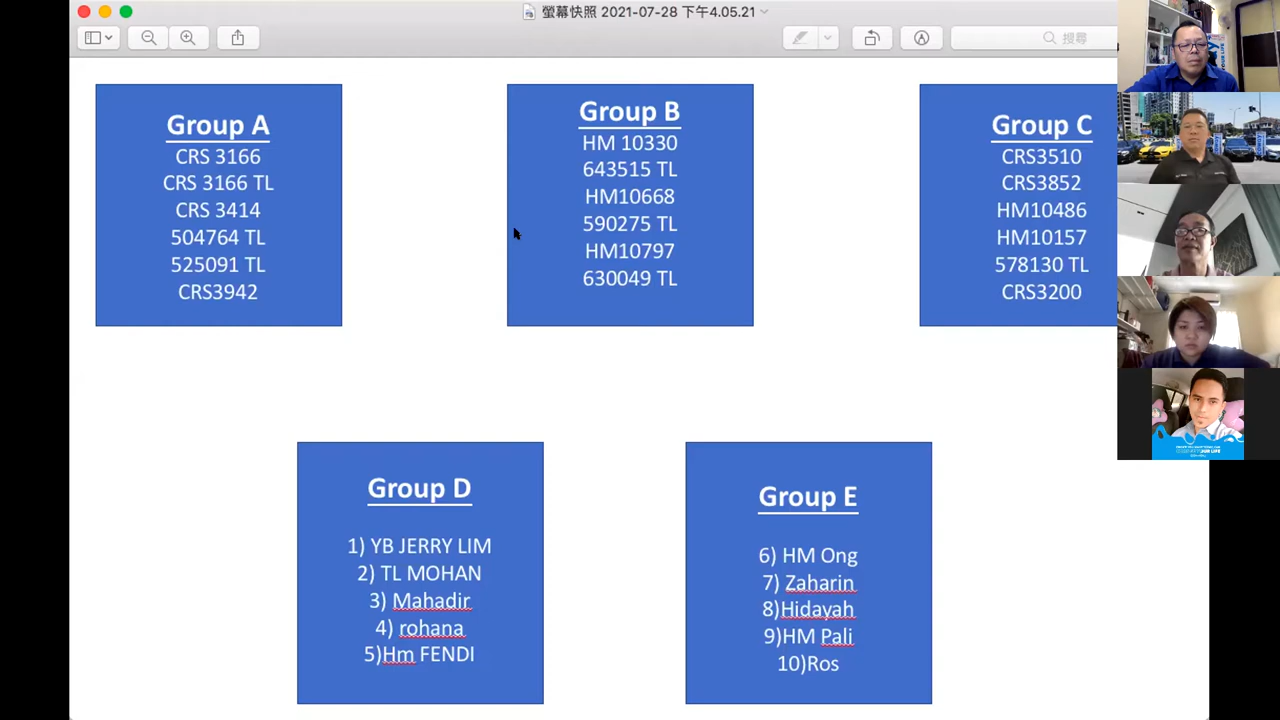 螢幕快照 2021-07-28 下午4.05.21
搜尋
Group A
CRS 3166
CRS 3166 TL
CRS 3414
504764 TL
525091 TL
CRS3942
Group B
HM 10330
643515 TL
HM10668
590275 TL
HM10797
630049 TL
Group C
CRS3510
CRS3852
HM10486
HM10157
578130 TL
CRS3200
Group D
1) YB JERRY LIM
2) TL MOHAN
3) Mahadir
4) rohana
5)Hm FENDI
Group E
6) HM Ong
7) Zaharin
8)Hidayah
9)HM Pali
10)Ros